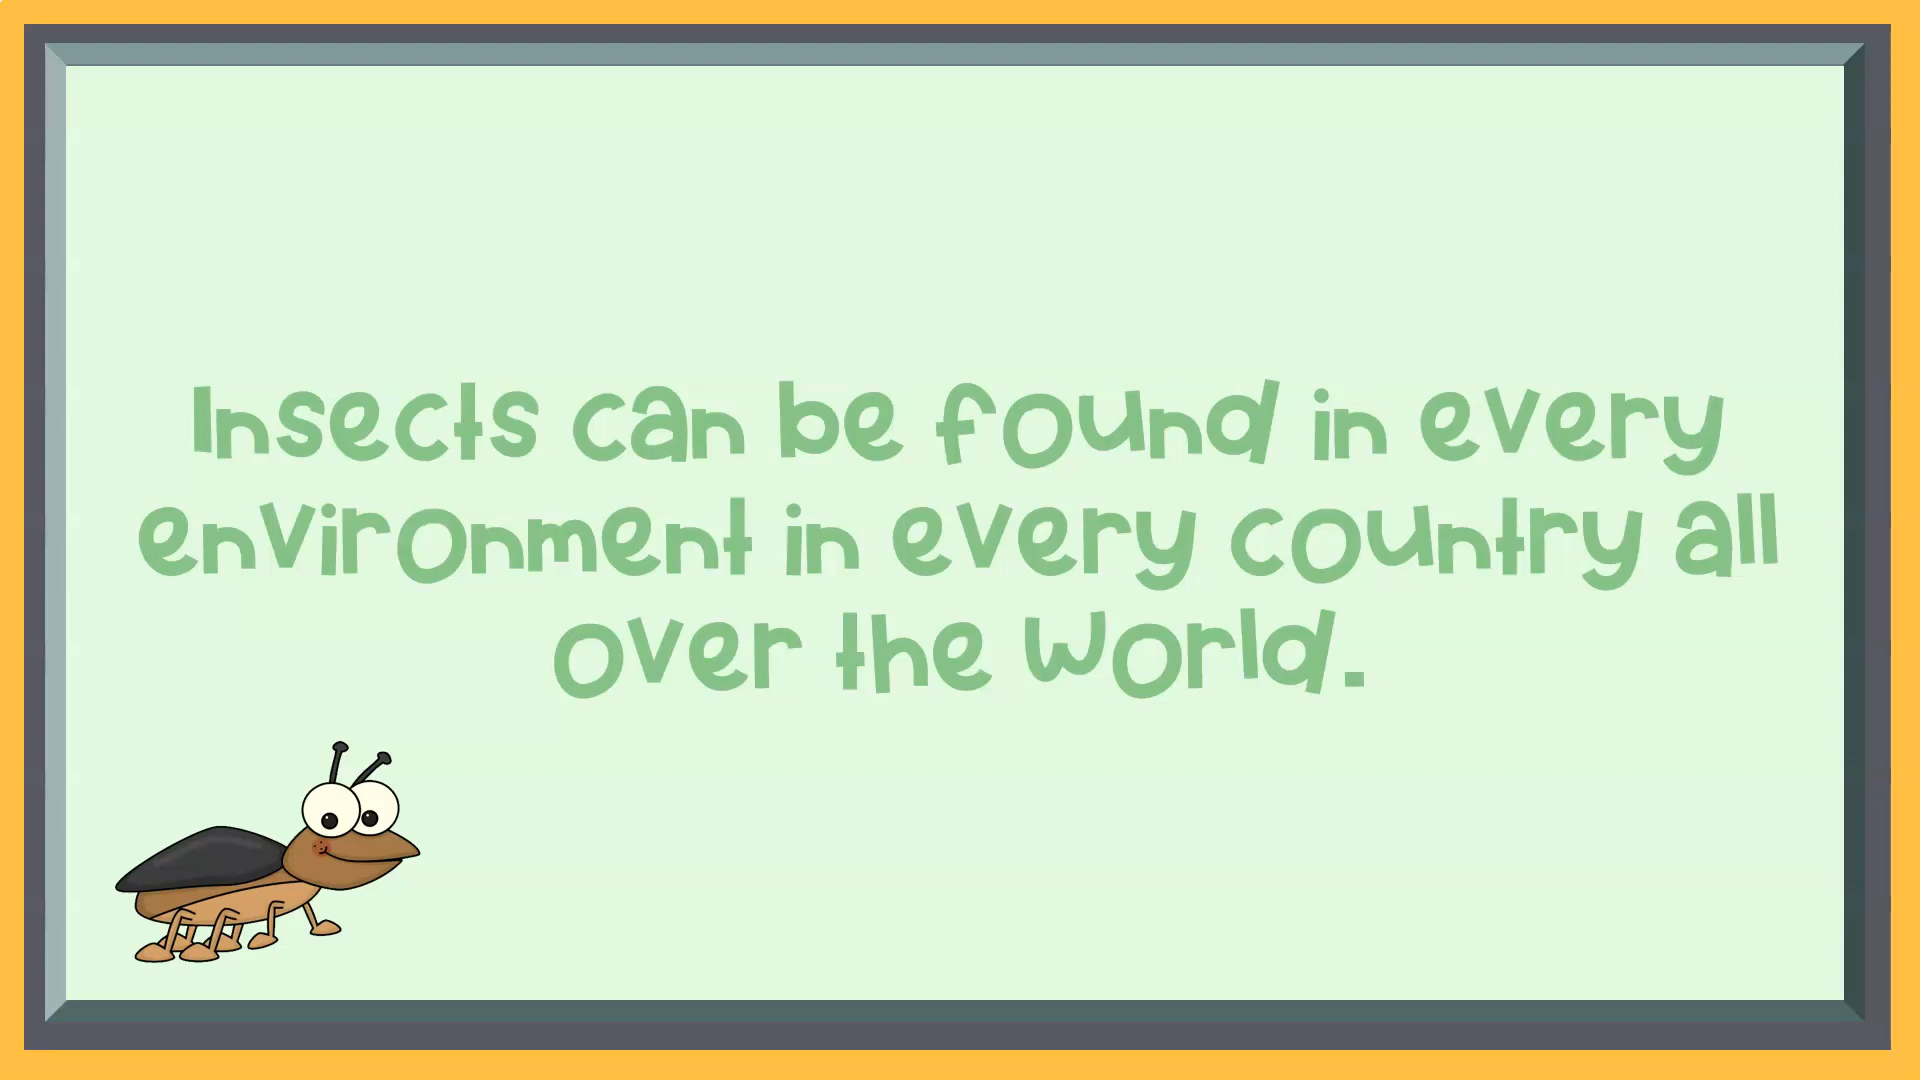 Insects can be found in every
environment in every country all
over the world.